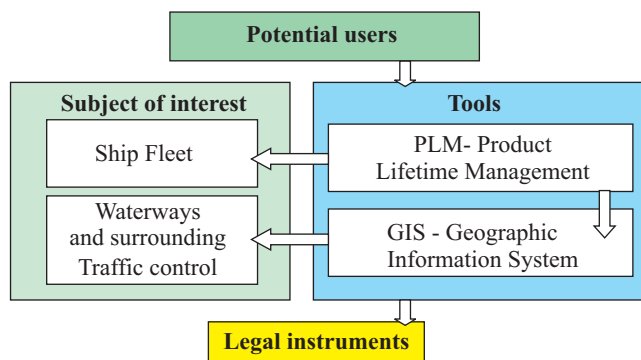 Potential users
Subject of interest
Ship Fleet
Waterways
and surrounding
Traffic control
Tools
PLM- Product
Lifetime Management
GIS - Geographic
Information System
Legal instruments